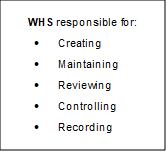 WHS responsible for:
• Creating
• Maintaining
• Reviewing
• Controlling
• Recording